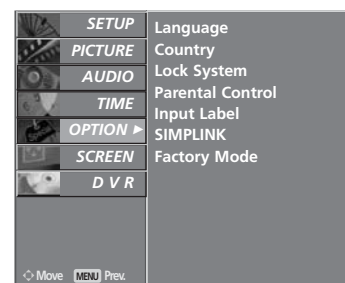 SETUP
PICTURE
AUDIO
TIME
OPTION ▶
SCREEN
D V R
Move MENU Prev.
Language
Country
Lock System
Parental Control
Input Label
SIMPLINK
Factory Mode